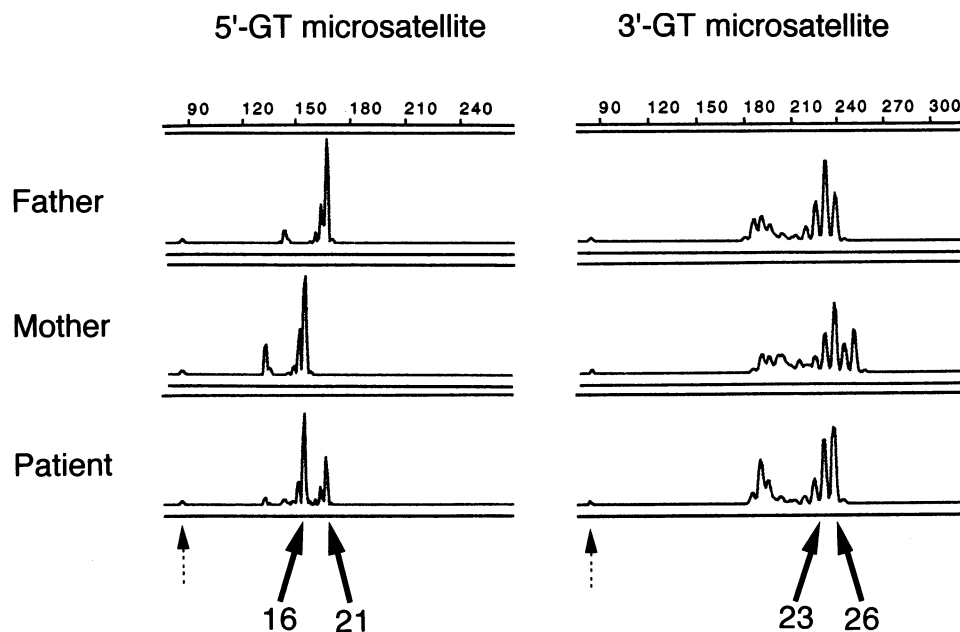 5'-GT microsatellite 3'-GT microsatellite
90 120 150 180 210 240 90 120 150 180 210 240 270 300
Father
Mother
Patient
16 21 23 26